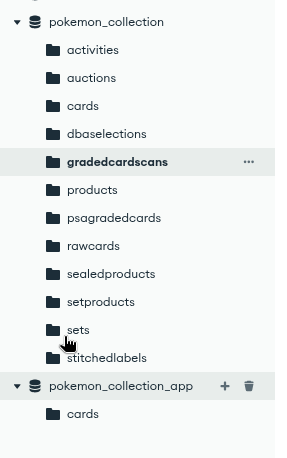 pokemon_collection
activities
auctions
cards
dbaselections
gradedcardscans
products
psagradedcards
rawcards
sealedproducts
setproducts
sets
stitchedlabels
pokemon_collection_app
cards